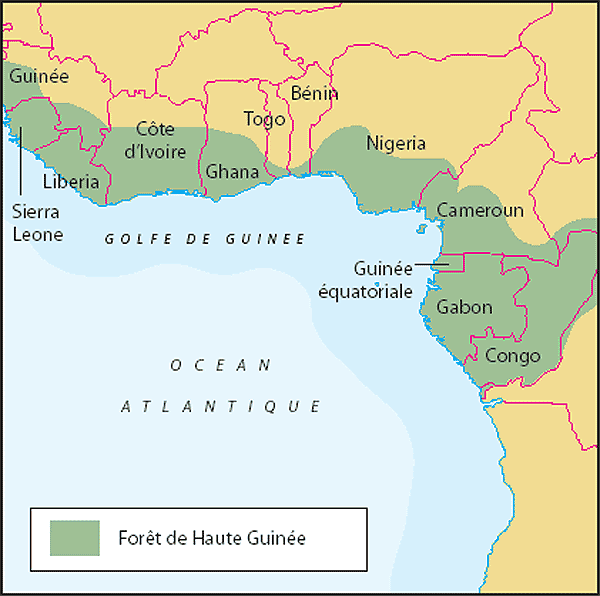 Guinée
Bénin
Togo
Côte
d'Ivoire
Nigeria
Ghana
Liberia
Sierra
Leone
Cameroun
GOLFE DE GUINEE
Guinée
équatoriale
Gabon
Congo
OCEAN
ATLANTIQUE
Forêt de Haute Guinée